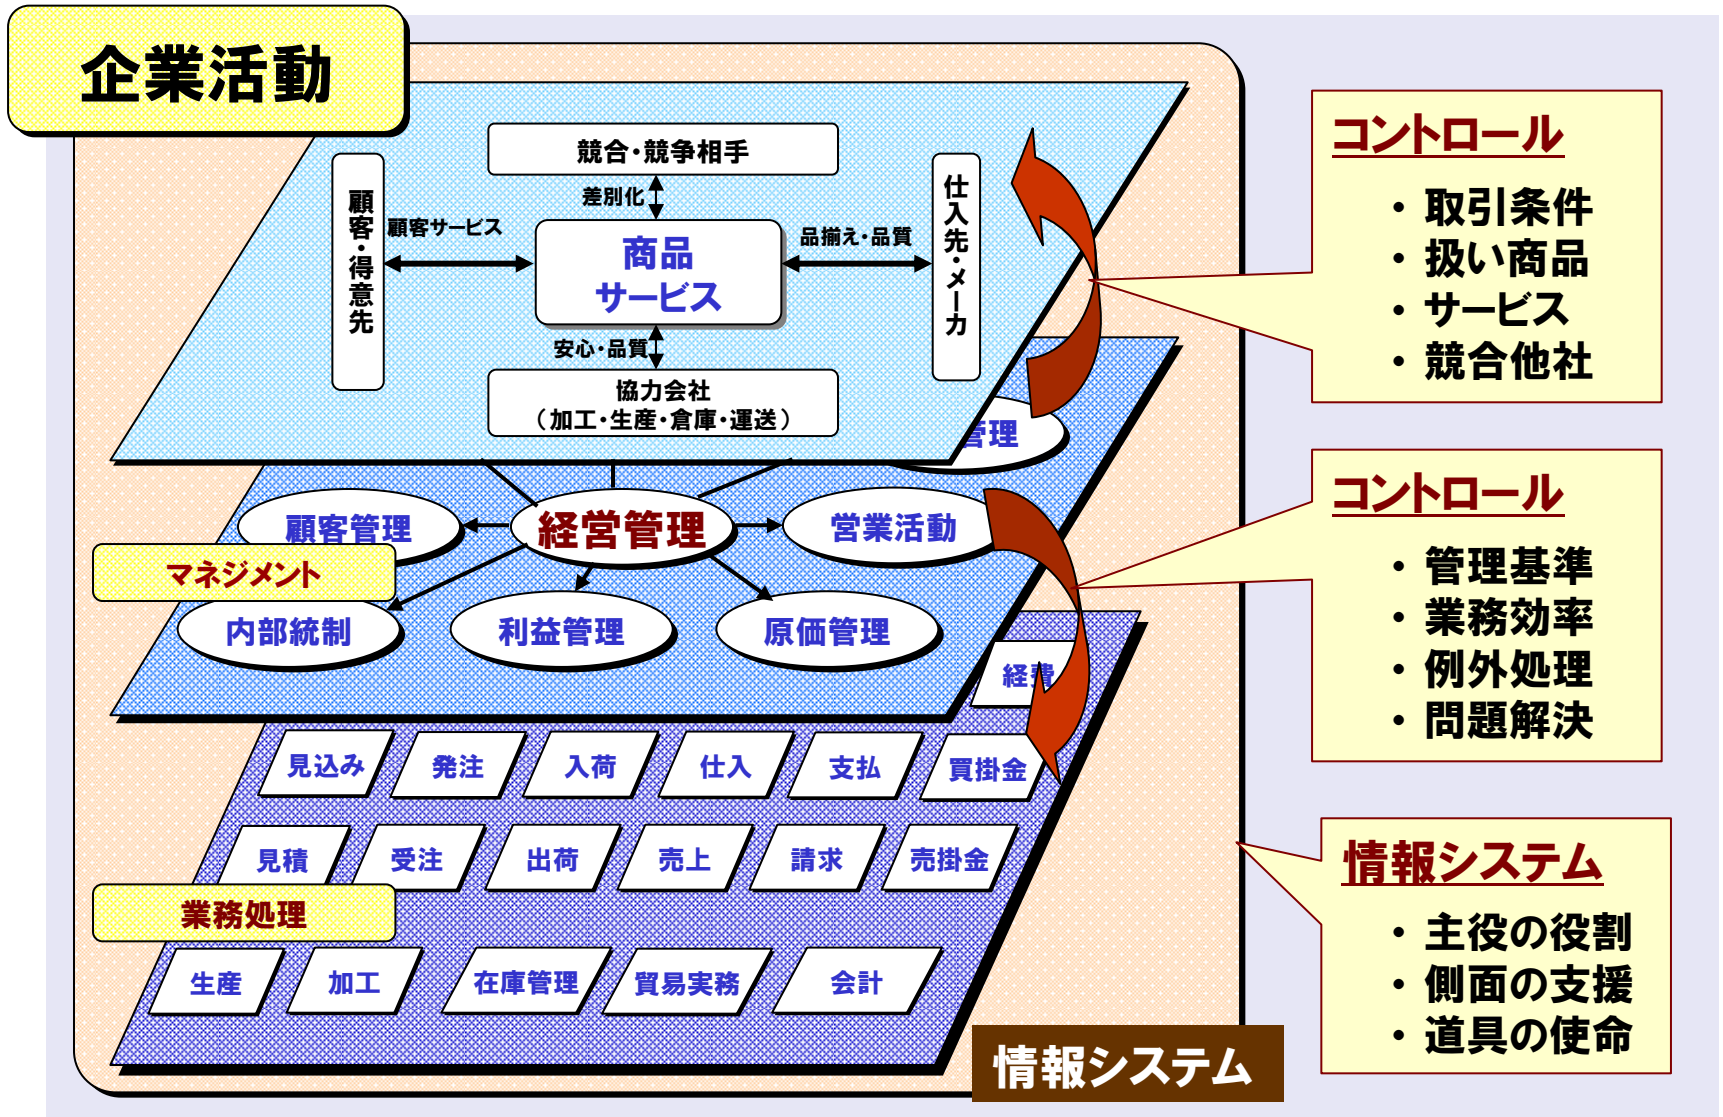 企業活動
競合・競争相手
差別化
顧客・得意先
顧客サービス
商品
サービス
品揃え・品質
仕入先・メーカ
安心・品質
協力会社
（加工・生産・倉庫・運送）
管理
顧客管理
経営管理
営業活動
マネジメント
内部統制
利益管理
原価管理
経費
見込み
発注
入荷
仕入
支払
買掛金
見積
受注
出荷
売上
請求
売掛金
業務処理
生産
加工
在庫管理
貿易実務
会計
情報システム
コントロール
・取引条件
・扱い商品
・サービス
・競合他社
コントロール
・管理基準
・業務効率
・例外処理
・問題解決
情報システム
・主役の役割
・側面の支援
・道具の使命